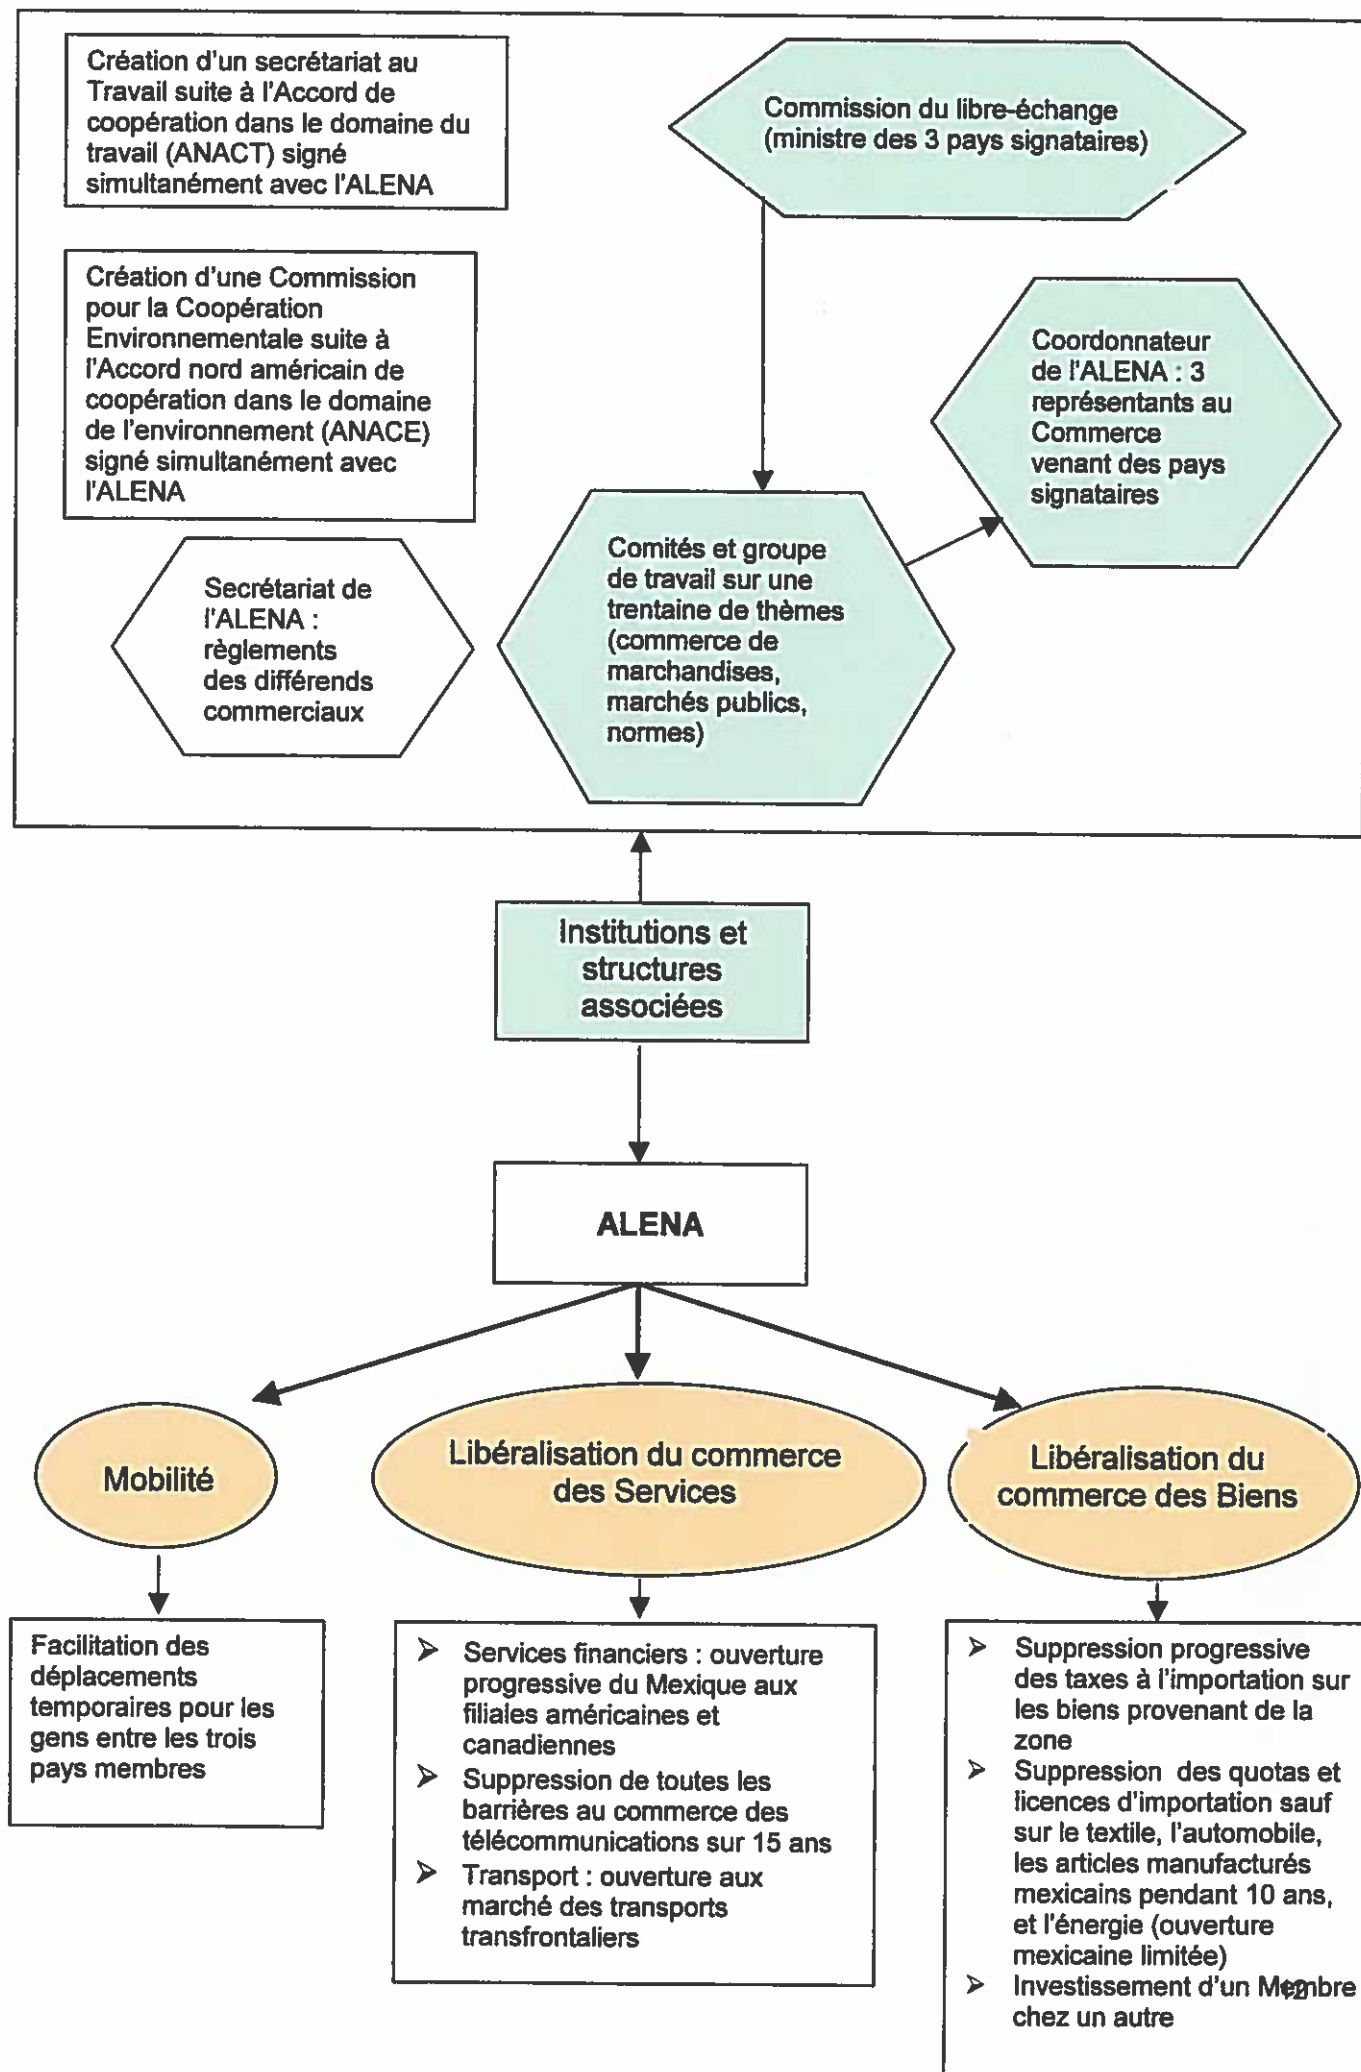 Création d'un secrétariat au
Travail suite à l'Accord de
coopération dans le domaine du
travail (ANACT) signé
simultanément avec l'ALENA
Commission du libre-échange
(ministre des 3 pays signataires)
Création d'une Commission
pour la Coopération
Environnementale suite à
l'Accord nord américain de
coopération dans le domaine
de l'environnement (ANACE)
signé simultanément avec
l'ALENA
Coordonnateur
de l'ALENA : 3
représentants au
Commerce
venant des pays
signataires
Secrétariat de
l'ALENA :
règlements
des différends
commerciaux
Comités et groupe
de travail sur une
trentaine de thèmes
(commerce de
marchandises,
marchés publics,
normes)
Institutions et
structures
associées
ALENA
Mobilité
Libéralisation du commerce
des Services
Libéralisation du
commerce des Biens
Facilitation des
déplacements
temporaires pour les
gens entre les trois
pays membres
➢ Services financiers : ouverture
progressive du Mexique aux
filiales américaines et
canadiennes
➢ Suppression de toutes les
barrières au commerce des
télécommunications sur 15 ans
➢ Transport : ouverture aux
marché des transports
transfrontaliers
➢ Suppression progressive
des taxes à l'importation sur
les biens provenant de la
zone
➢ Suppression des quotas et
licences d'importation sauf
sur le textile, l'automobile,
les articles manufacturés
mexicains pendant 10 ans,
et l'énergie (ouverture
mexicaine limitée)
➢ Investissement d'un Membre
chez un autre
12